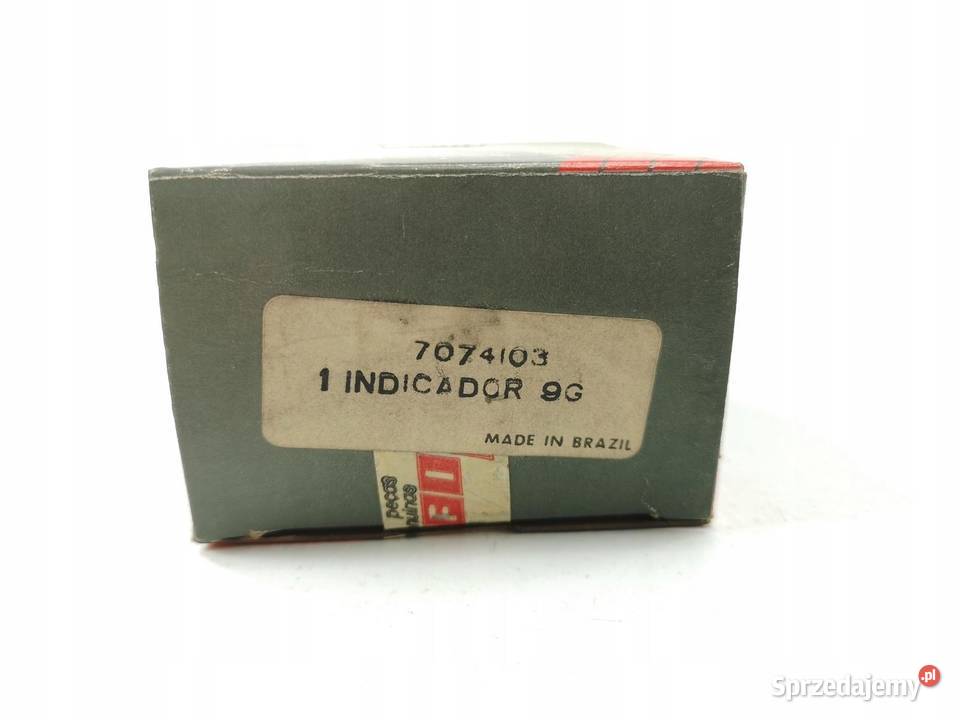 7074103
1 INDICADOR 9G
MADE IN BRAZIL
peças
Sprzedajemy.pl